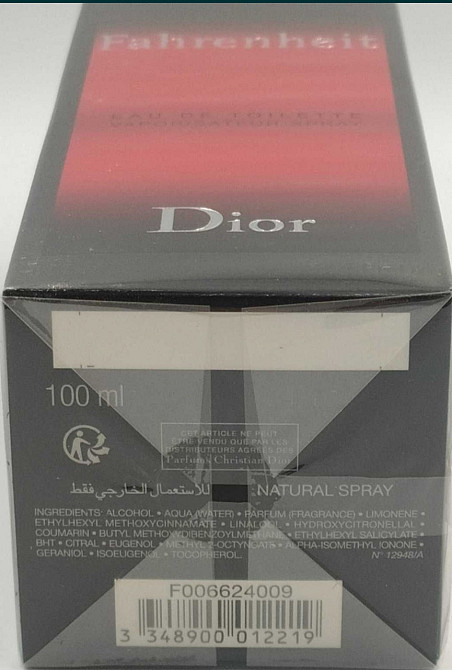 Fahrenheit
EAU DE TOILETTE
VAPORISATEUR SPRAY
Dior
100 ml
CET ARTICLE NE PEUT
ÊTRE VENDU QUE PAR LES
DISTRIBUTEURS AGRÉÉS DES
Parfums Christian Dior
للاستعمال الخارجي فقط
NATURAL SPRAY
INGREDIENTS: ALCOHOL • AQUA (WATER) • PARFUM (FRAGRANCE) • LIMONENE •
ETHYLHEXYL METHOXYCINNAMATE • LINALOOL • HYDROXYCITRONELLAL •
COUMARIN • BUTYL METHOXYDIBENZOYLMETHANE • ETHYLHEXYL SALICYLATE •
BHT • CITRAL • EUGENOL • METHYL 2-OCTYNOATE • ALPHA-ISOMETHYL IONONE •
GERANIOL • ISOEUGENOL • TOCOPHEROL. N° 12948/A
F006624009
3 348900 012219